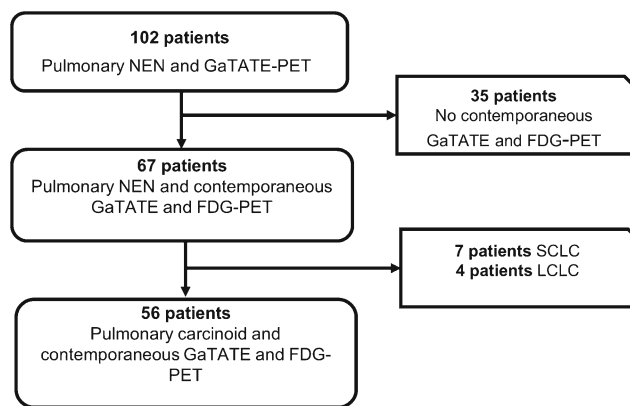 102 patients
Pulmonary NEN and GaTATE-PET
35 patients
No contemporaneous
GaTATE and FDG-PET
67 patients
Pulmonary NEN and contemporaneous
GaTATE and FDG-PET
7 patients SCLC
4 patients LCLC
56 patients
Pulmonary carcinoid and
contemporaneous GaTATE and FDG-
PET